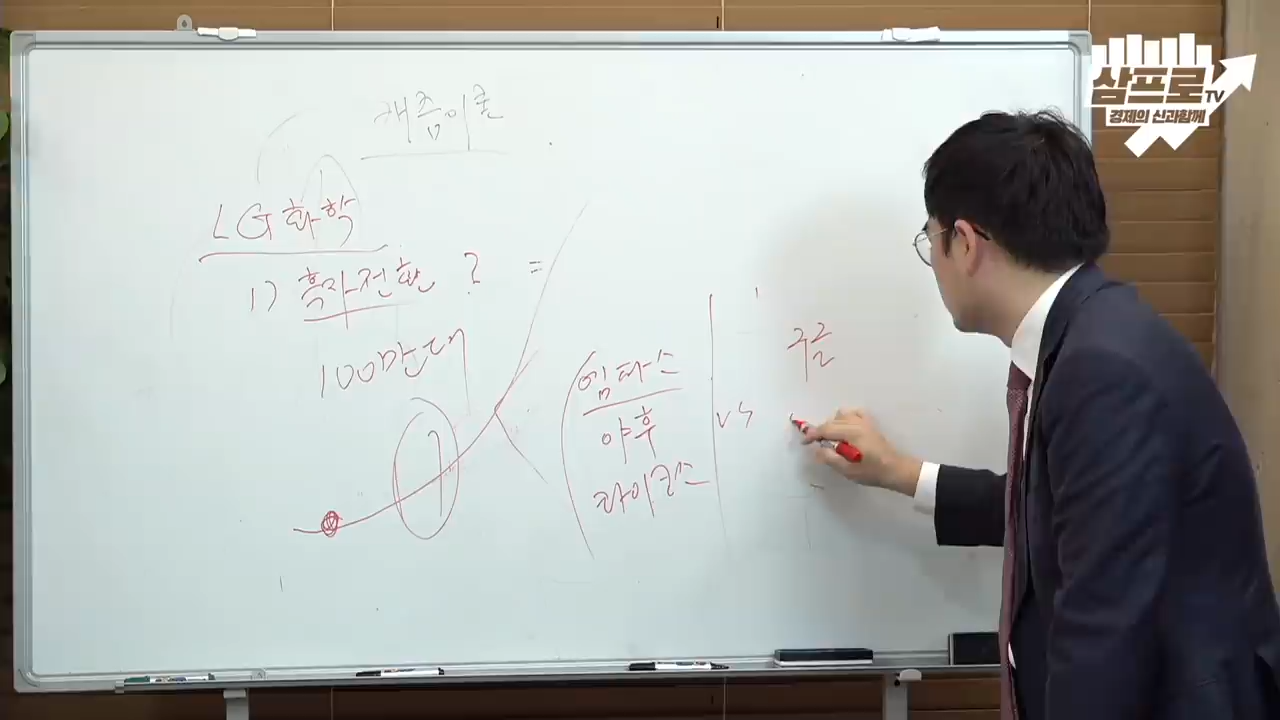 캐즘이론
LG화학
1) 흑자전환 ? =
100만대
엠파스
야후
라이코스
vs
구글
삼프로TV
경제의 신과함께